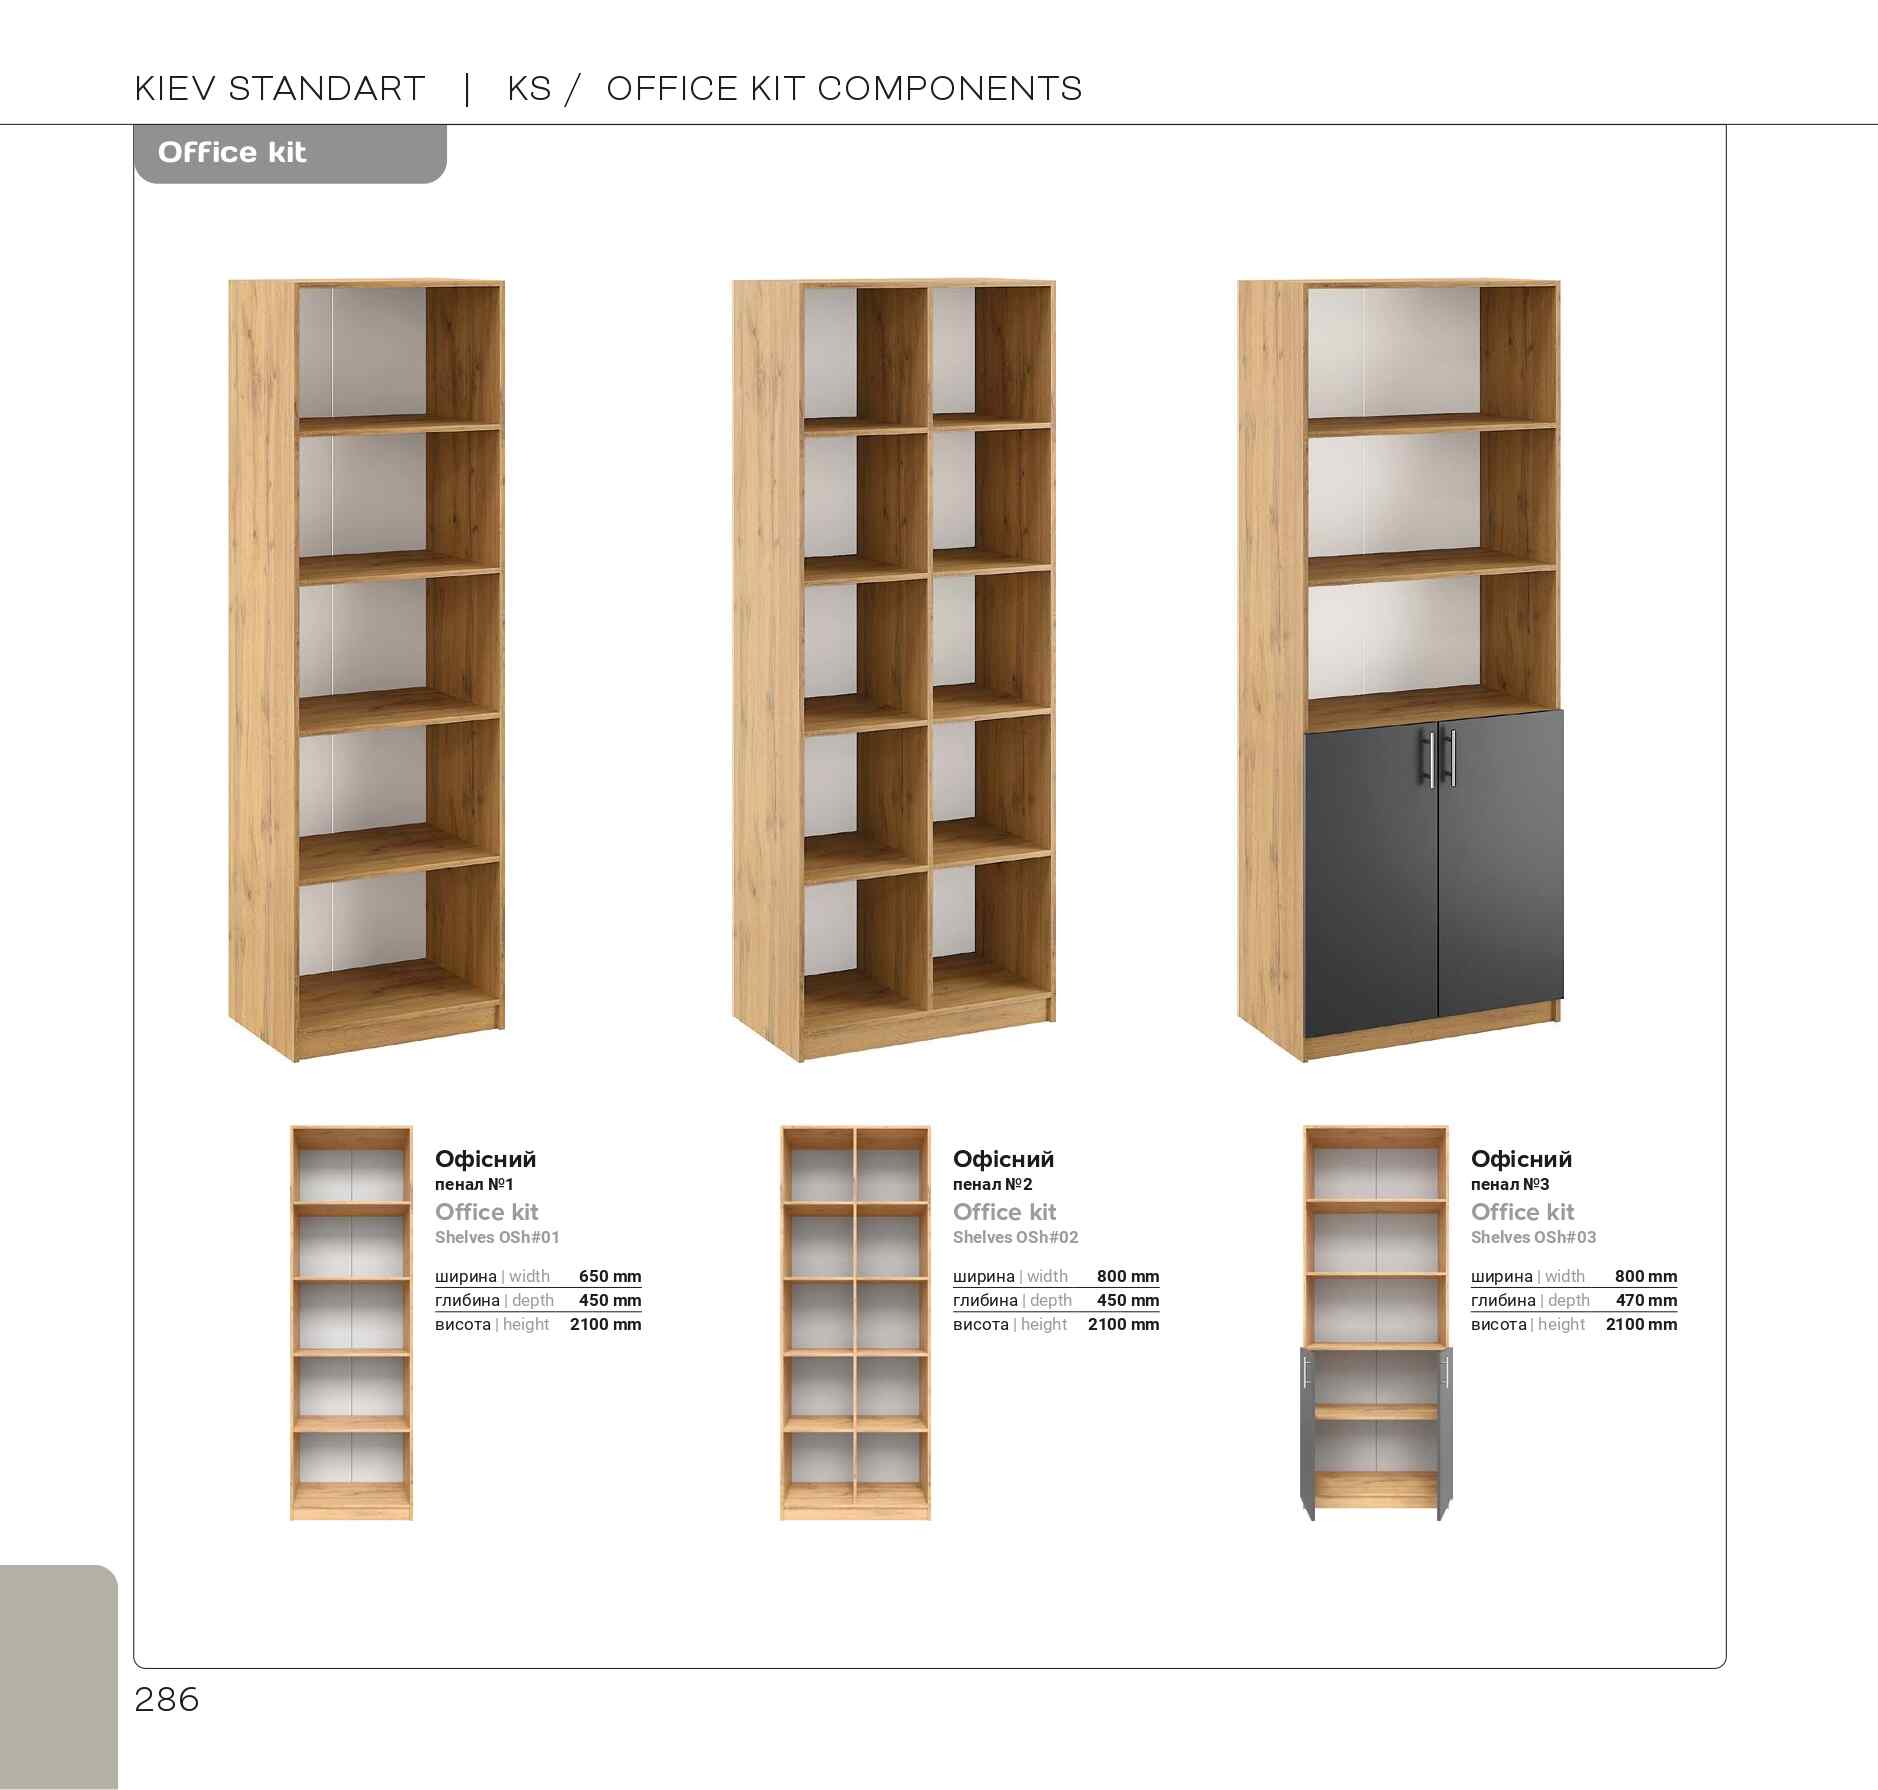 KIEV STANDART | KS / OFFICE KIT COMPONENTS
Office kit
Офісний
пенал №1
Office kit
Shelves OSh#01
ширина | width 650 mm
глибина | depth 450 mm
висота | height 2100 mm
Офісний
пенал №2
Office kit
Shelves OSh#02
ширина | width 800 mm
глибина | depth 450 mm
висота | height 2100 mm
Офісний
пенал №3
Office kit
Shelves OSh#03
ширина | width 800 mm
глибина | depth 470 mm
висота | height 2100 mm
286